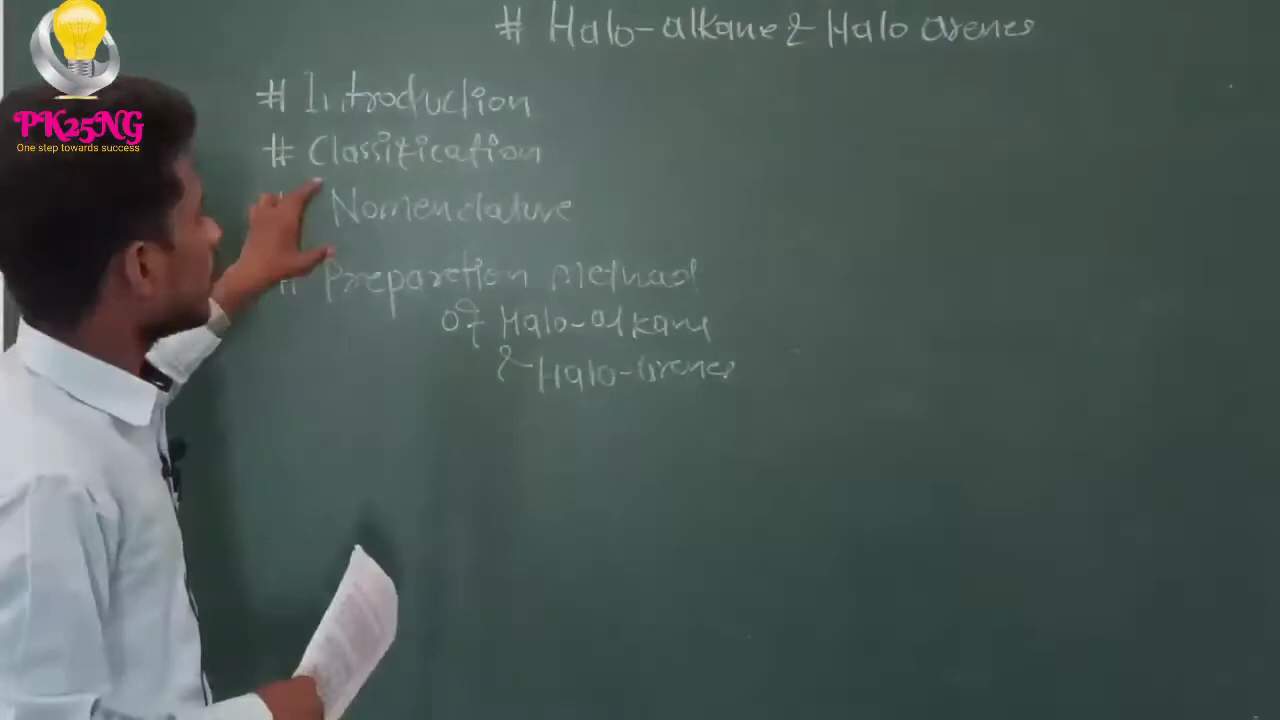 # Halo-alkane & Halo arenes
PK25NG
One step towards success
# Introduction
# Classification
# Nomenclature
# Preparation Method
of Halo-alkane
& Halo-arenes